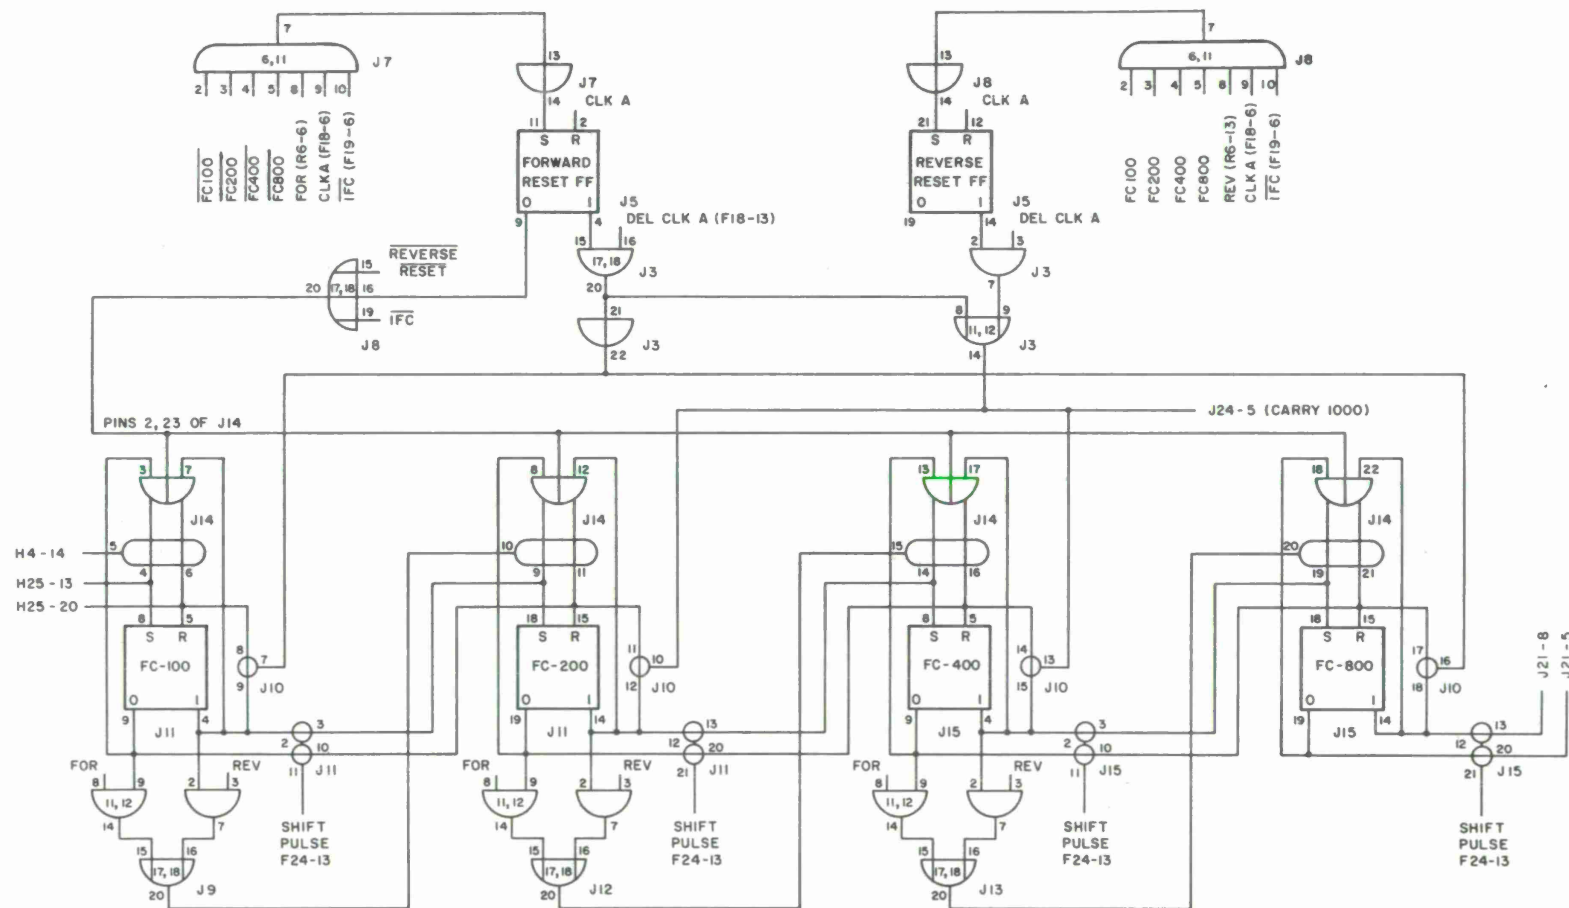 7
6,11
J7
2 3 4 5 8 9 10
FC100
FC200
FC400
FC800
FOR (R6-6)
CLKA (F18-6)
IFC (F19-6)
13
J7
14
CLK A
11 2
S R
FORWARD
RESET FF
0 1
9 4
J5
DEL CLK A (F18-13)
15 16
17, 18
J3
20
21
J3
22
13
J8
14
CLK A
21 12
S R
REVERSE
RESET FF
0 1
19 14
J5
DEL CLK A
2 3
J3
7
8 9
11, 12
J3
14
7
6,11
J8
2 3 4 5 8 9 10
FC100
FC200
FC400
FC800
REV (R6-13)
CLK A (F18-6)
IFC (F19-6)
REVERSE
RESET
15
20 17, 18 16
19
IFC
J8
J24-5 (CARRY 1000)
PINS 2, 23 OF J14
3 7
J14
H4-14
5
4 6
H25-13
H25-20
8 5
S R
FC-100
0 1
9 4
J11
8 7
9
J10
3
2 10
11 J11
FOR
REV
8 9
11, 12
14
2 3
7
15 16
17, 18
J9
20
SHIFT
PULSE
F24-13
8 12
J14
10
9 11
18 15
S R
FC-200
0 1
19 14
J11
11 10
12
J10
13
12 20
21 J11
FOR
REV
8 9
11, 12
14
2 3
7
15 16
17, 18
J12
20
SHIFT
PULSE
F24-13
13 17
J14
15
14 16
8 5
S R
FC-400
0 1
9 4
J15
14 13
15
J10
3
2 10
11 J15
FOR
REV
8 9
11, 12
14
2 3
7
15 16
17, 18
J13
20
SHIFT
PULSE
F24-13
18 22
J14
20
19 21
18 15
S R
FC-800
0 1
19 14
J15
17 16
18
J10
13
12 20
21 J15
J21-8
J21-5
SHIFT
PULSE
F24-13